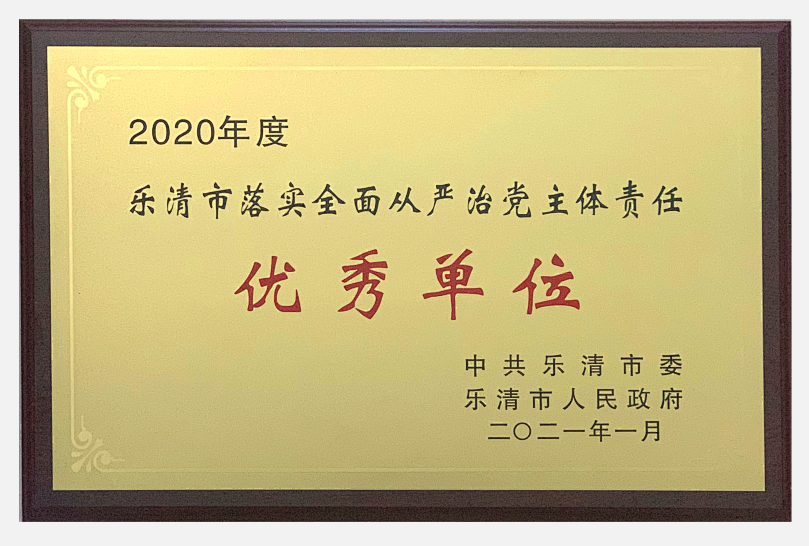 2020年度
乐清市落实全面从严治党主体责任
优秀单位
中共乐清市委
乐清市人民政府
二〇二一年一月